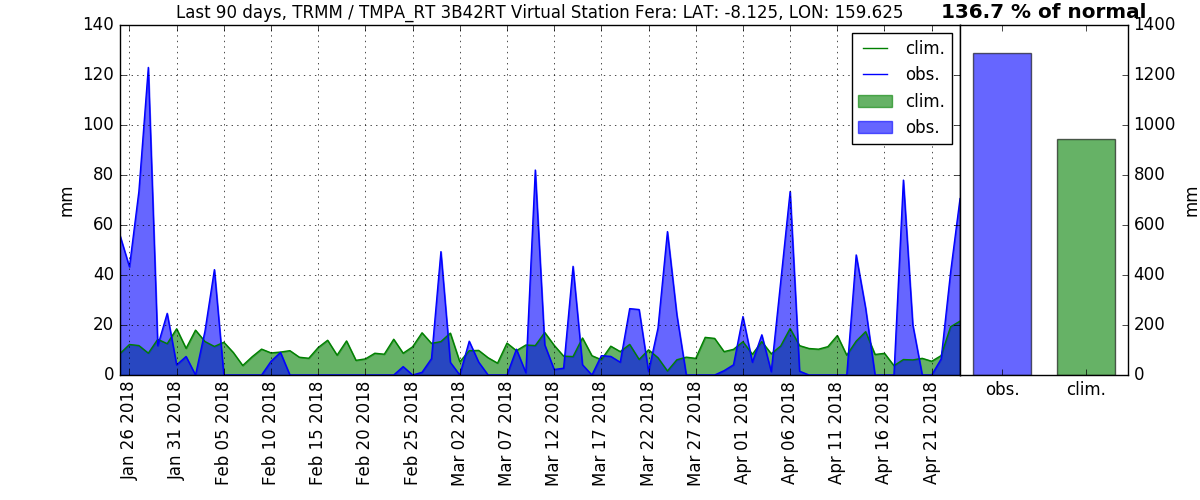 Last 90 days, TRMM / TMPA_RT 3B42RT Virtual Station Fera: LAT: -8.125, LON: 159.625
136.7 % of normal
140
120
100
80
60
40
20
0
mm
clim.
obs.
clim.
obs.
1400
1200
1000
800
600
400
200
0
mm
obs.
clim.
Jan 26 2018
Jan 31 2018
Feb 05 2018
Feb 10 2018
Feb 15 2018
Feb 20 2018
Feb 25 2018
Mar 02 2018
Mar 07 2018
Mar 12 2018
Mar 17 2018
Mar 22 2018
Mar 27 2018
Apr 01 2018
Apr 06 2018
Apr 11 2018
Apr 16 2018
Apr 21 2018